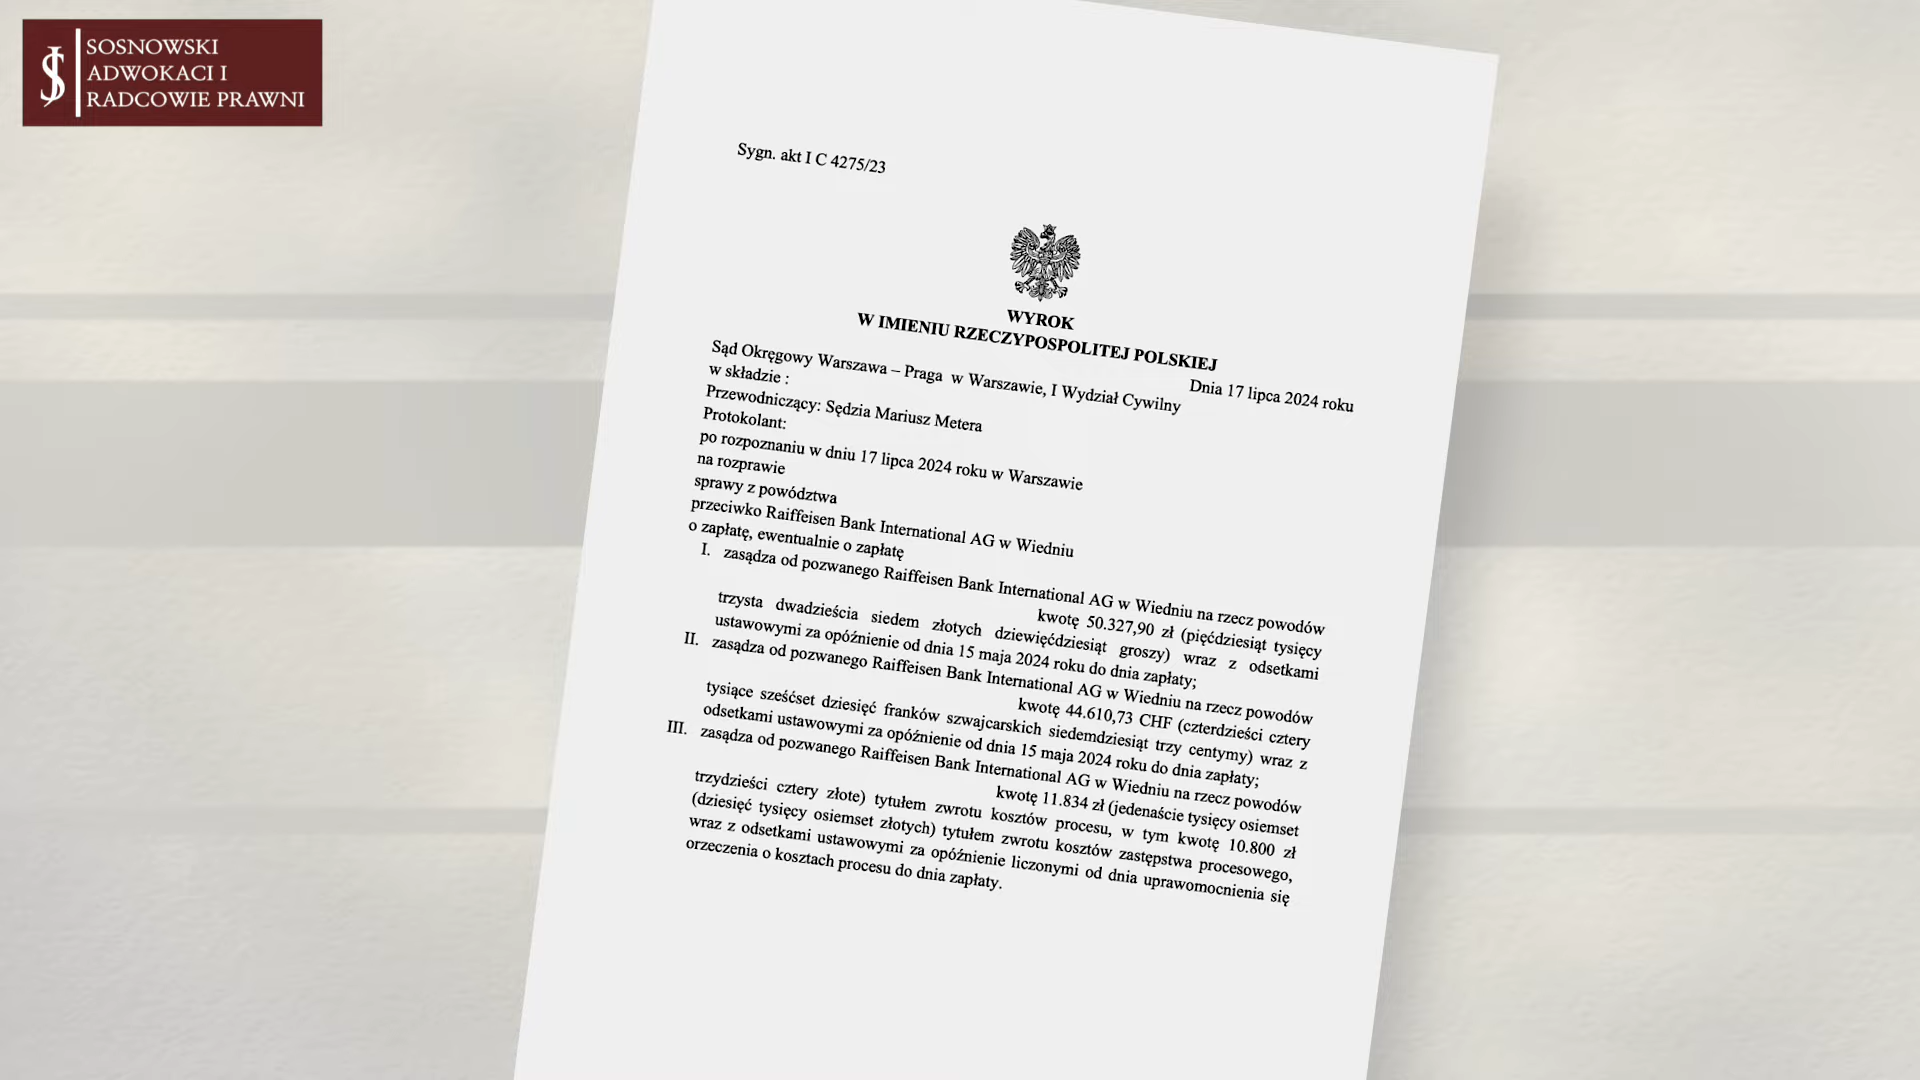 SOSNOWSKI
ADWOKACI I
RADCOWIE PRAWNI
Sygn. akt I C 4275/23
WYROK
W IMIENIU RZECZYPOSPOLITEJ POLSKIEJ
Dnia 17 lipca 2024 roku
Sąd Okręgowy Warszawa – Praga w Warszawie, I Wydział Cywilny
w składzie :
Przewodniczący: Sędzia Mariusz Metera
Protokolant:
po rozpoznaniu w dniu 17 lipca 2024 roku w Warszawie
na rozprawie
sprawy z powództwa
przeciwko Raiffeisen Bank International AG w Wiedniu
o zapłatę, ewentualnie o zapłatę
I. zasądza od pozwanego Raiffeisen Bank International AG w Wiedniu na rzecz powodów
kwotę 50.327,90 zł (pięćdziesiąt tysięcy
trzysta dwadzieścia siedem złotych dziewięćdziesiąt groszy) wraz z odsetkami
ustawowymi za opóźnienie od dnia 15 maja 2024 roku do dnia zapłaty;
II. zasądza od pozwanego Raiffeisen Bank International AG w Wiedniu na rzecz powodów
kwotę 44.610,73 CHF (czterdzieści cztery
tysiące sześćset dziesięć franków szwajcarskich siedemdziesiąt trzy centymy) wraz z
odsetkami ustawowymi za opóźnienie od dnia 15 maja 2024 roku do dnia zapłaty;
III. zasądza od pozwanego Raiffeisen Bank International AG w Wiedniu na rzecz powodów
kwotę 11.834 zł (jedenaście tysięcy osiemset
trzydzieści cztery złote) tytułem zwrotu kosztów procesu, w tym kwotę 10.800 zł
(dziesięć tysięcy osiemset złotych) tytułem zwrotu kosztów zastępstwa procesowego,
wraz z odsetkami ustawowymi za opóźnienie liczonymi od dnia uprawomocnienia się
orzeczenia o kosztach procesu do dnia zapłaty.